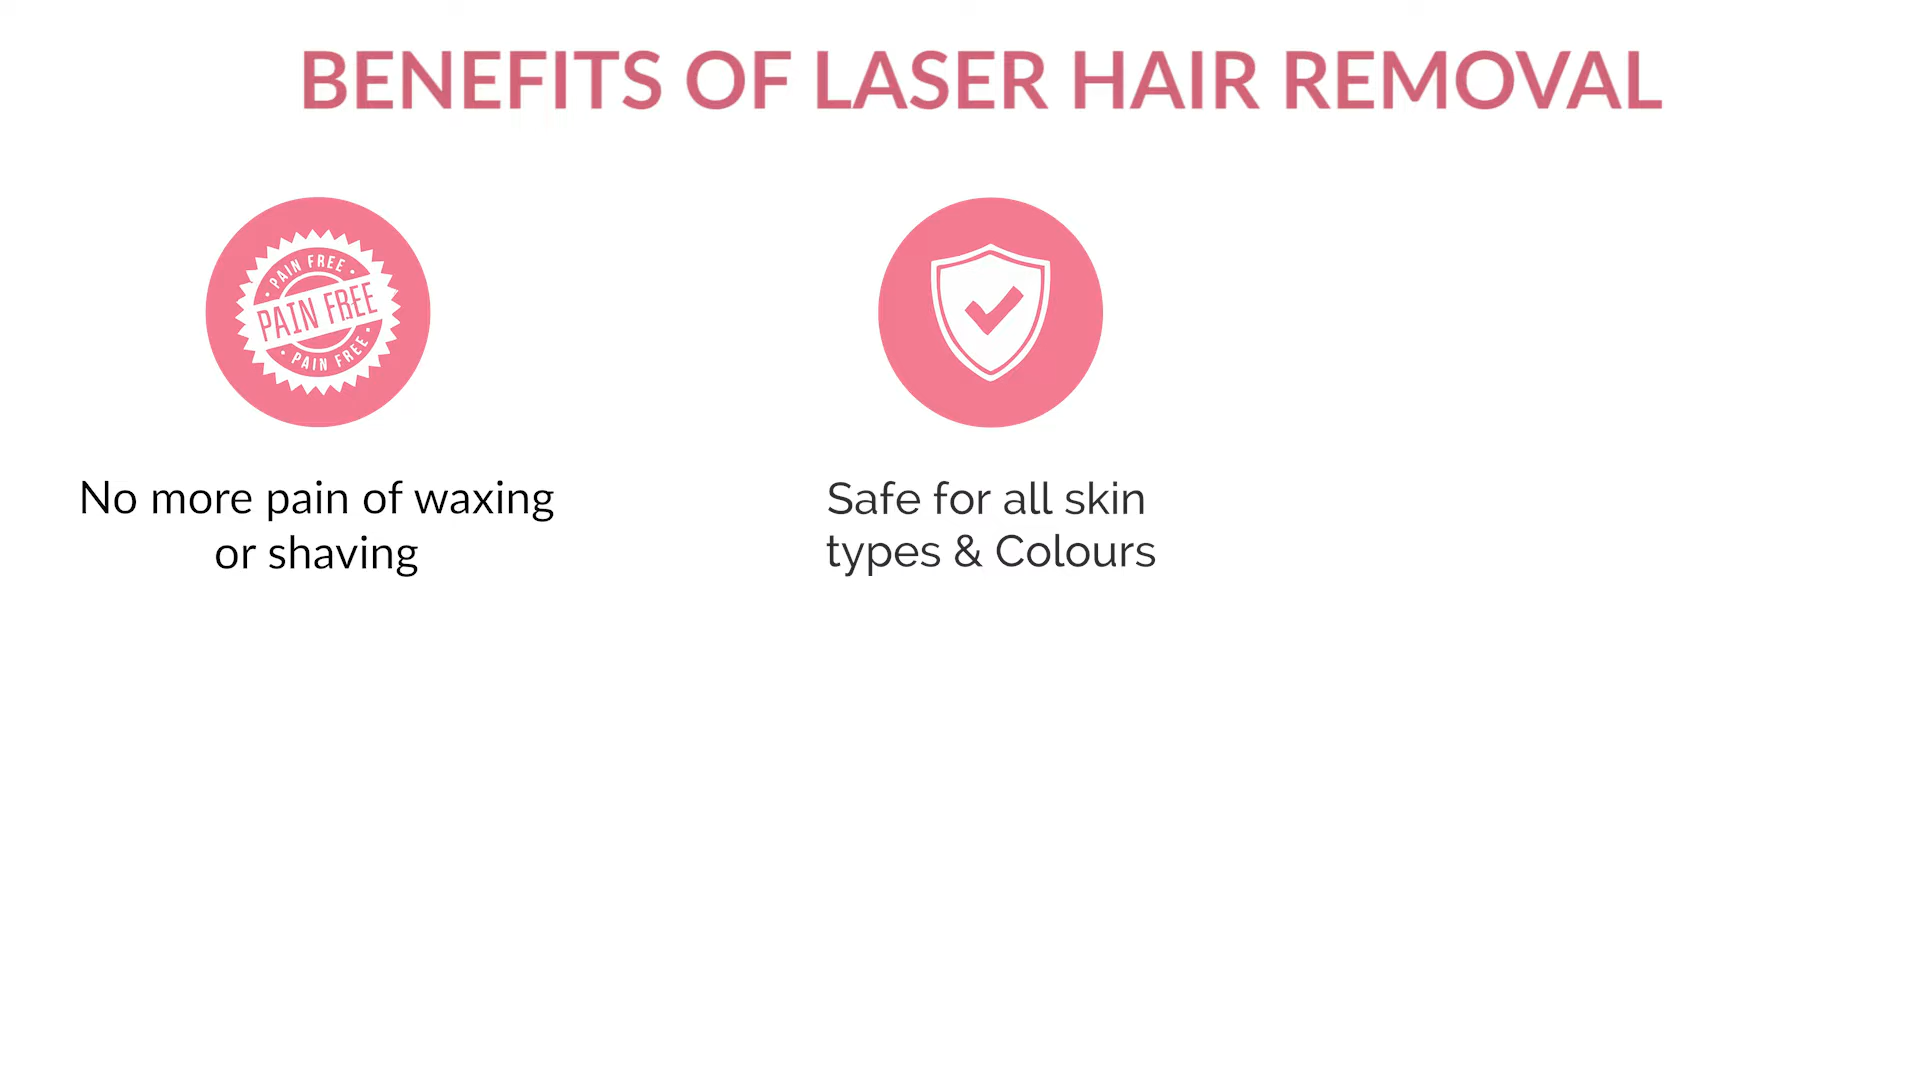 BENEFITS OF LASER HAIR REMOVAL
PAIN FREE
PAIN FREE
PAIN FREE
No more pain of waxing
or shaving
Safe for all skin
types & Colours